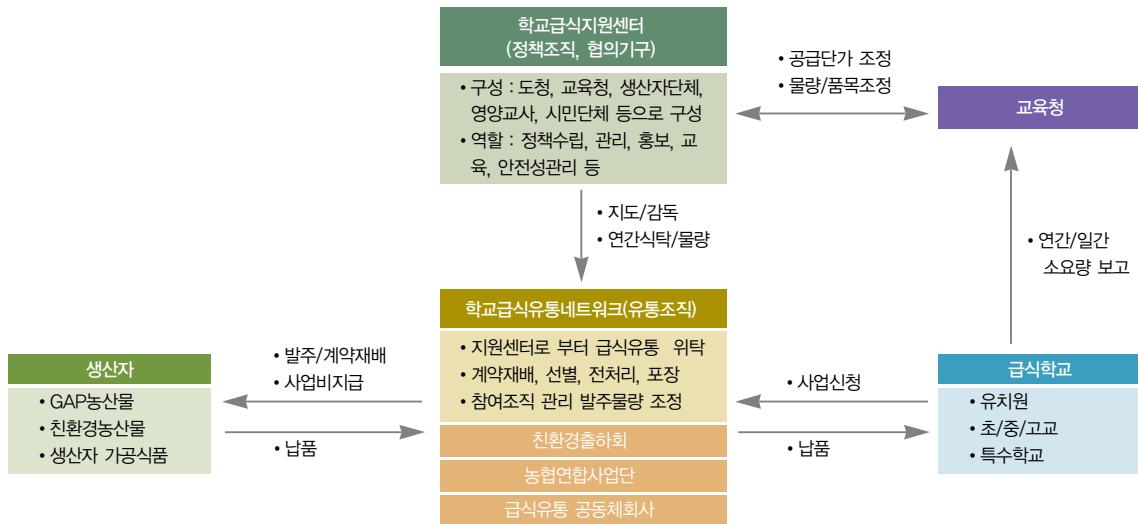 학교급식지원센터
(정책조직, 협의기구)
• 구성 : 도청, 교육청, 생산자단체,
영양교사, 시민단체 등으로 구성
• 역할 : 정책수립, 관리, 홍보, 교
육, 안전성관리 등
• 공급단가 조정
• 물량/품목조정
교육청
• 지도/감독
• 연간식탁/물량
• 연간/일간
소요량 보고
학교급식유통네트워크(유통조직)
• 지원센터로 부터 급식유통 위탁
• 계약재배, 선별, 전처리, 포장
• 참여조직 관리 발주물량 조정
친환경출하회
농협연합사업단
급식유통 공동체회사
생산자
• GAP농산물
• 친환경농산물
• 생산자 가공식품
• 발주/계약재배
• 사업비지급
• 납품
• 사업신청
• 납품
급식학교
• 유치원
• 초/중/고교
• 특수학교